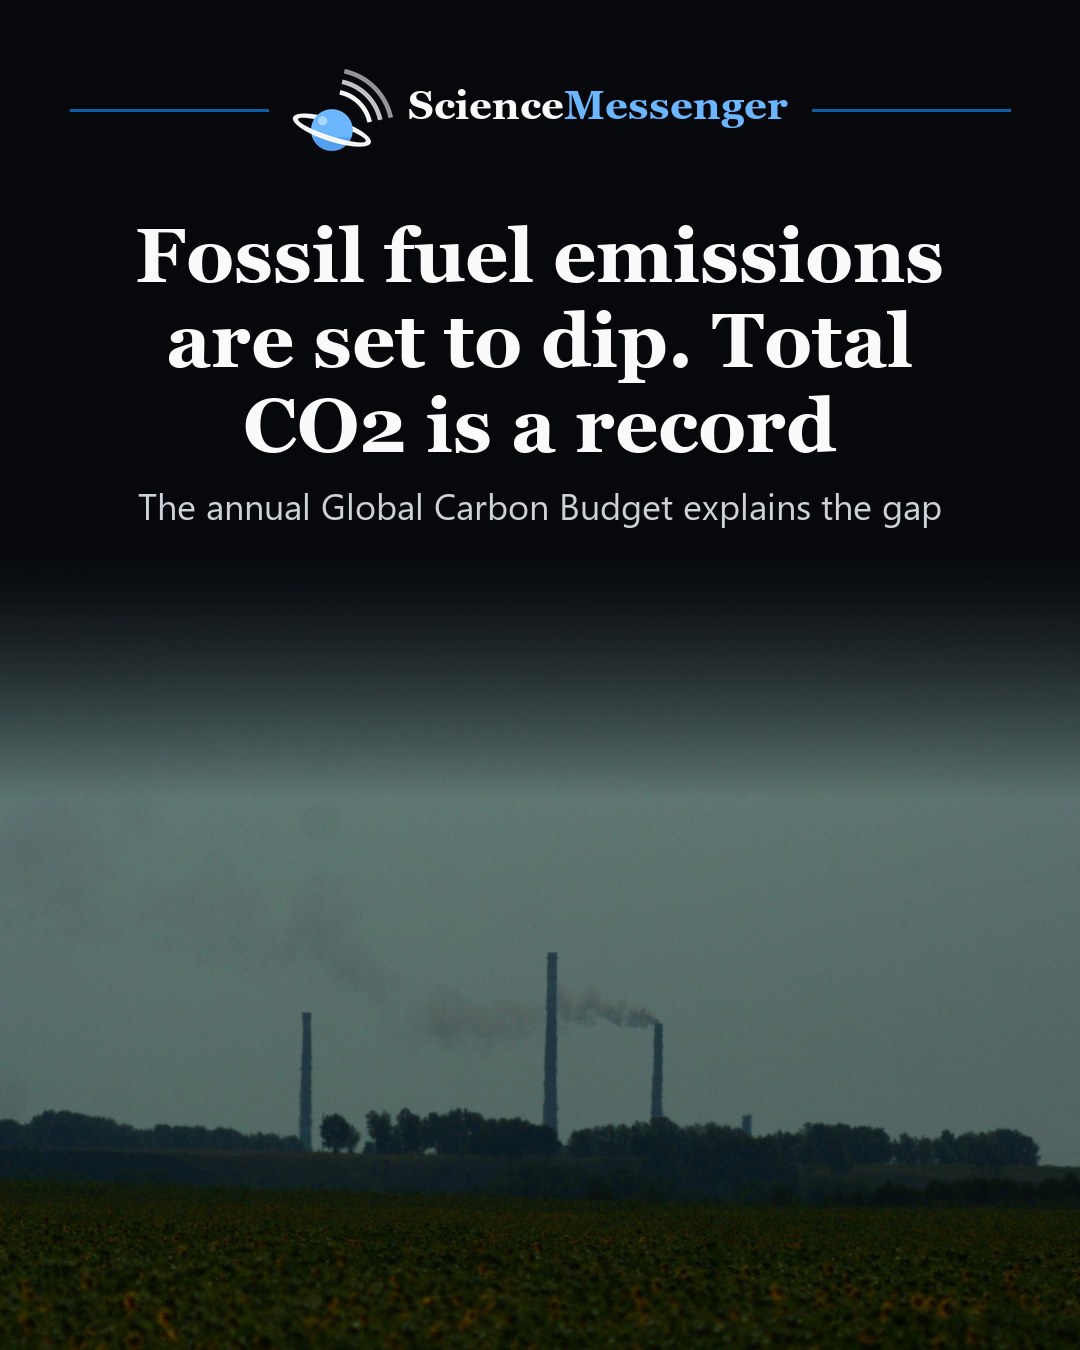 ScienceMessenger
Fossil fuel emissions
are set to dip. Total
CO2 is a record
The annual Global Carbon Budget explains the gap